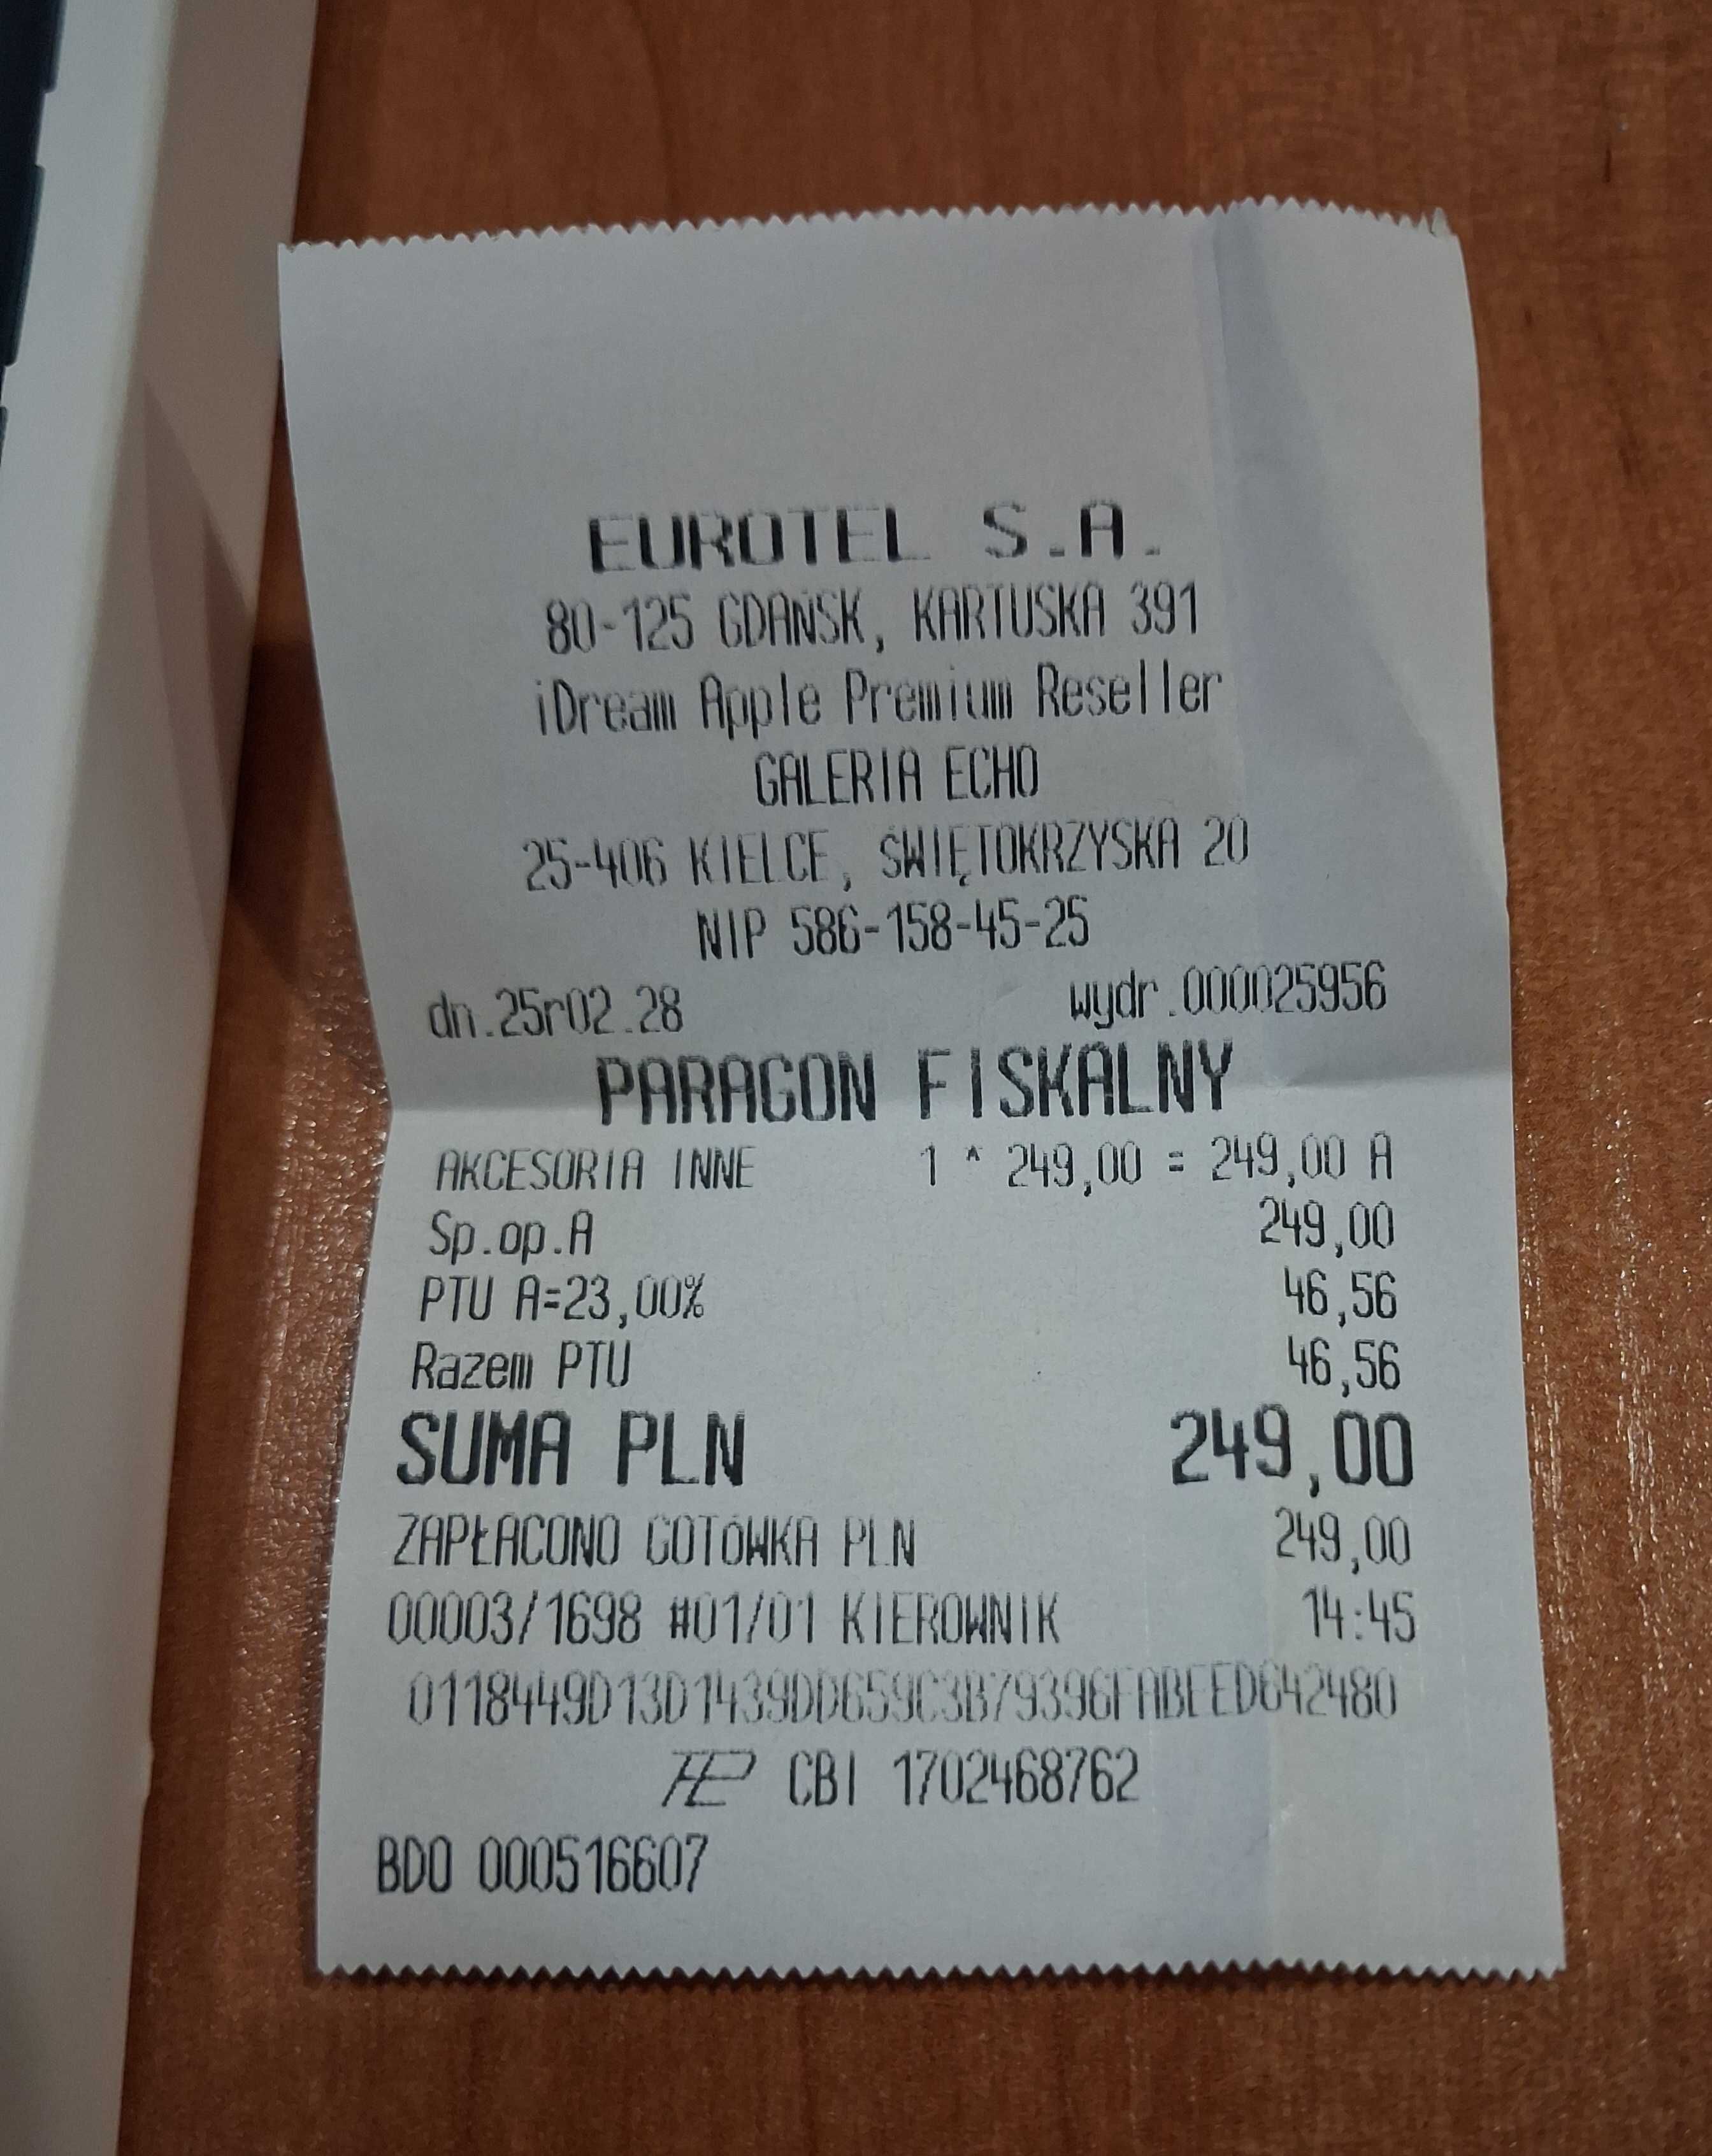 EUROTEL S.A.
80-125 GDAŃSK, KARTUSKA 391
iDream Apple Premium Reseller
GALERIA ECHO
25-406 KIELCE, ŚWIĘTOKRZYSKA 20
NIP 586-158-45-25
dn.25r02.28 wydr.000025956
PARAGON FISKALNY
AKCESORIA INNE 1 * 249,00 = 249,00 A
Sp.op.A 249,00
PTU A=23,00% 46,56
Razem PTU 46,56
SUMA PLN 249,00
ZAPŁACONO GOTÓWKA PLN 249,00
00003/1698 #01/01 KIEROWNIK 14:45
0118449D13D1439DD659C3B79396FABEED642480
CBI 1702468762
BDO 000516607